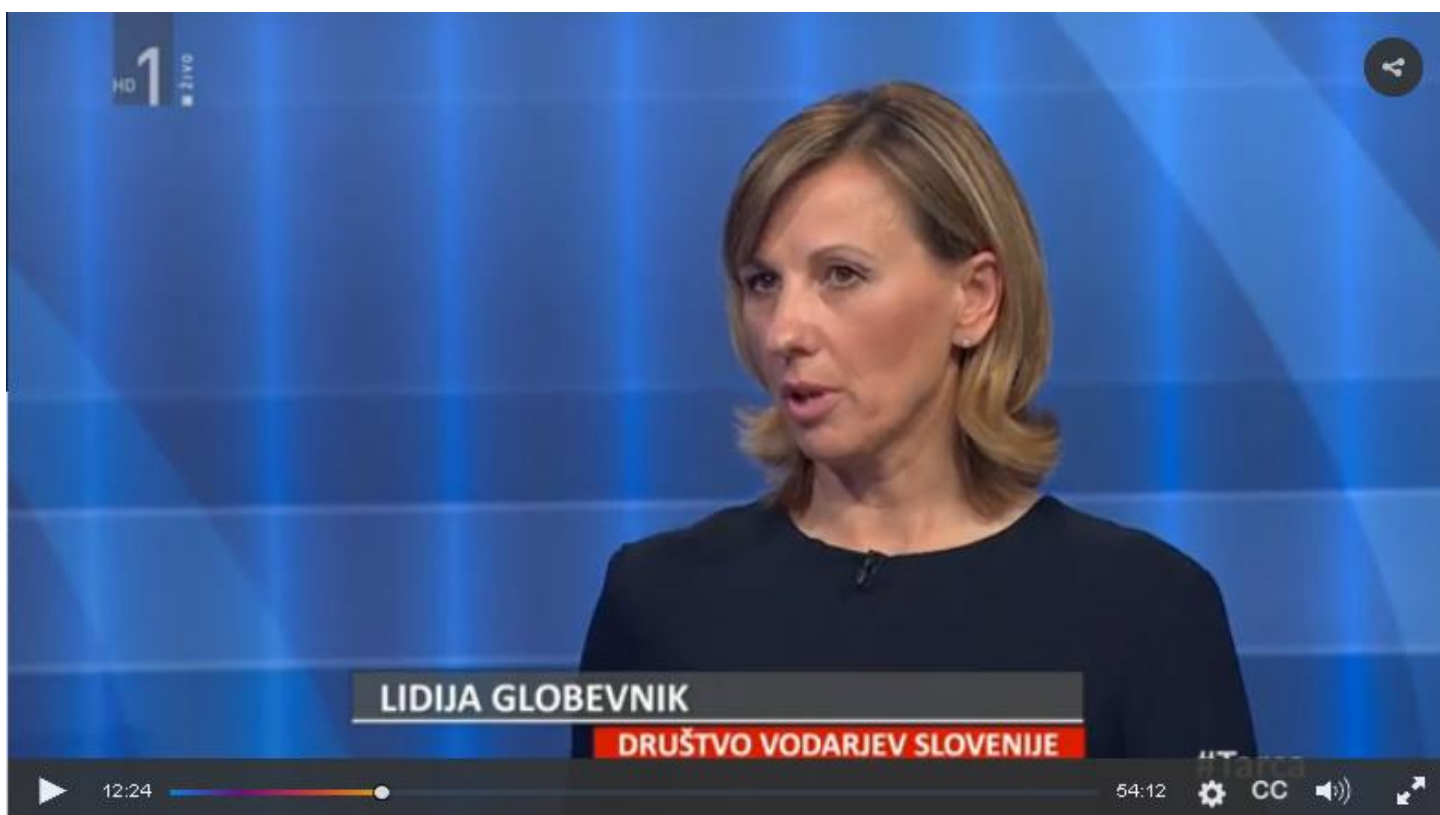 HD 1 ŽIVO
LIDIJA GLOBEVNIK
DRUŠTVO VODARJEV SLOVENIJE
#Tarča
12:24
54:12
CC